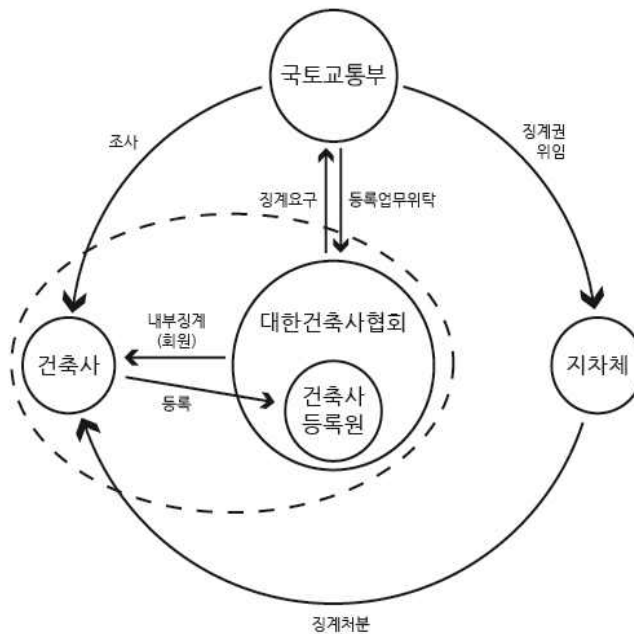 국토교통부
조사
징계권
위임
징계요구
등록업무위탁
내부징계
(회원)
대한건축사협회
건축사
지차체
등록
건축사
등록원
징계처분